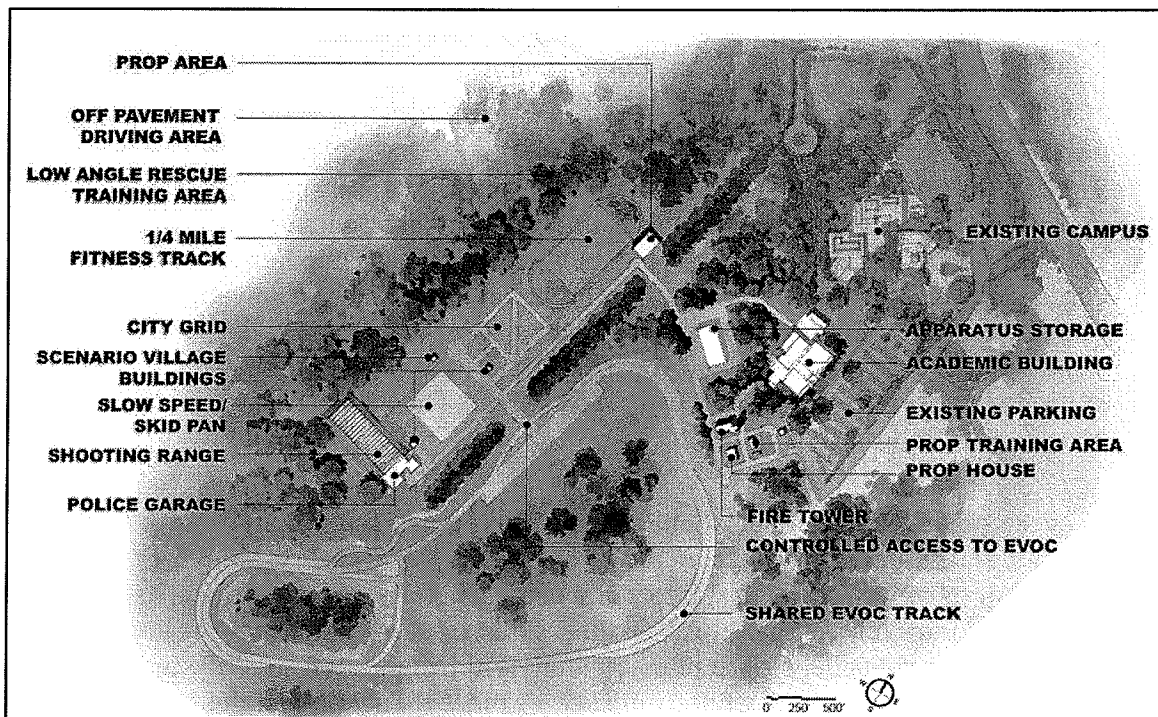 PROP AREA
OFF PAVEMENT
DRIVING AREA
LOW ANGLE RESCUE
TRAINING AREA
1/4 MILE
FITNESS TRACK
CITY GRID
SCENARIO VILLAGE
BUILDINGS
SLOW SPEED/
SKID PAN
SHOOTING RANGE
POLICE GARAGE
EXISTING CAMPUS
APPARATUS STORAGE
ACADEMIC BUILDING
EXISTING PARKING
PROP TRAINING AREA
PROP HOUSE
FIRE TOWER
CONTROLLED ACCESS TO EVOC
SHARED EVOC TRACK
0' 250' 500'